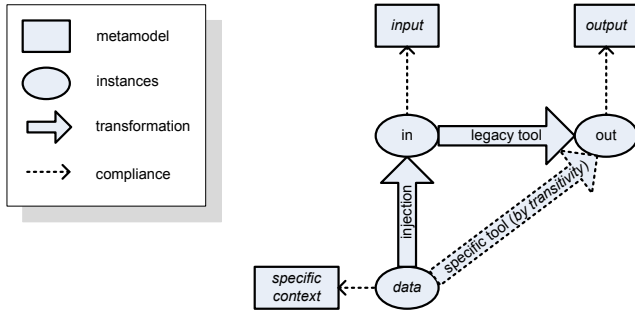 metamodel
instances
transformation
compliance
input
output
in
legacy tool
out
injection
specific tool (by transitivity)
specific
context
data